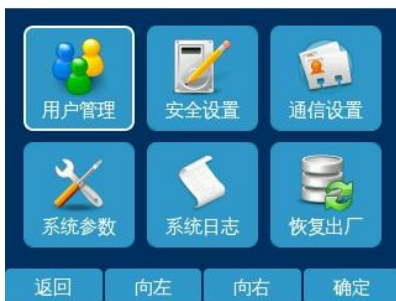 用户管理
安全设置
通信设置
系统参数
系统日志
恢复出厂
返回
向左
向右
确定